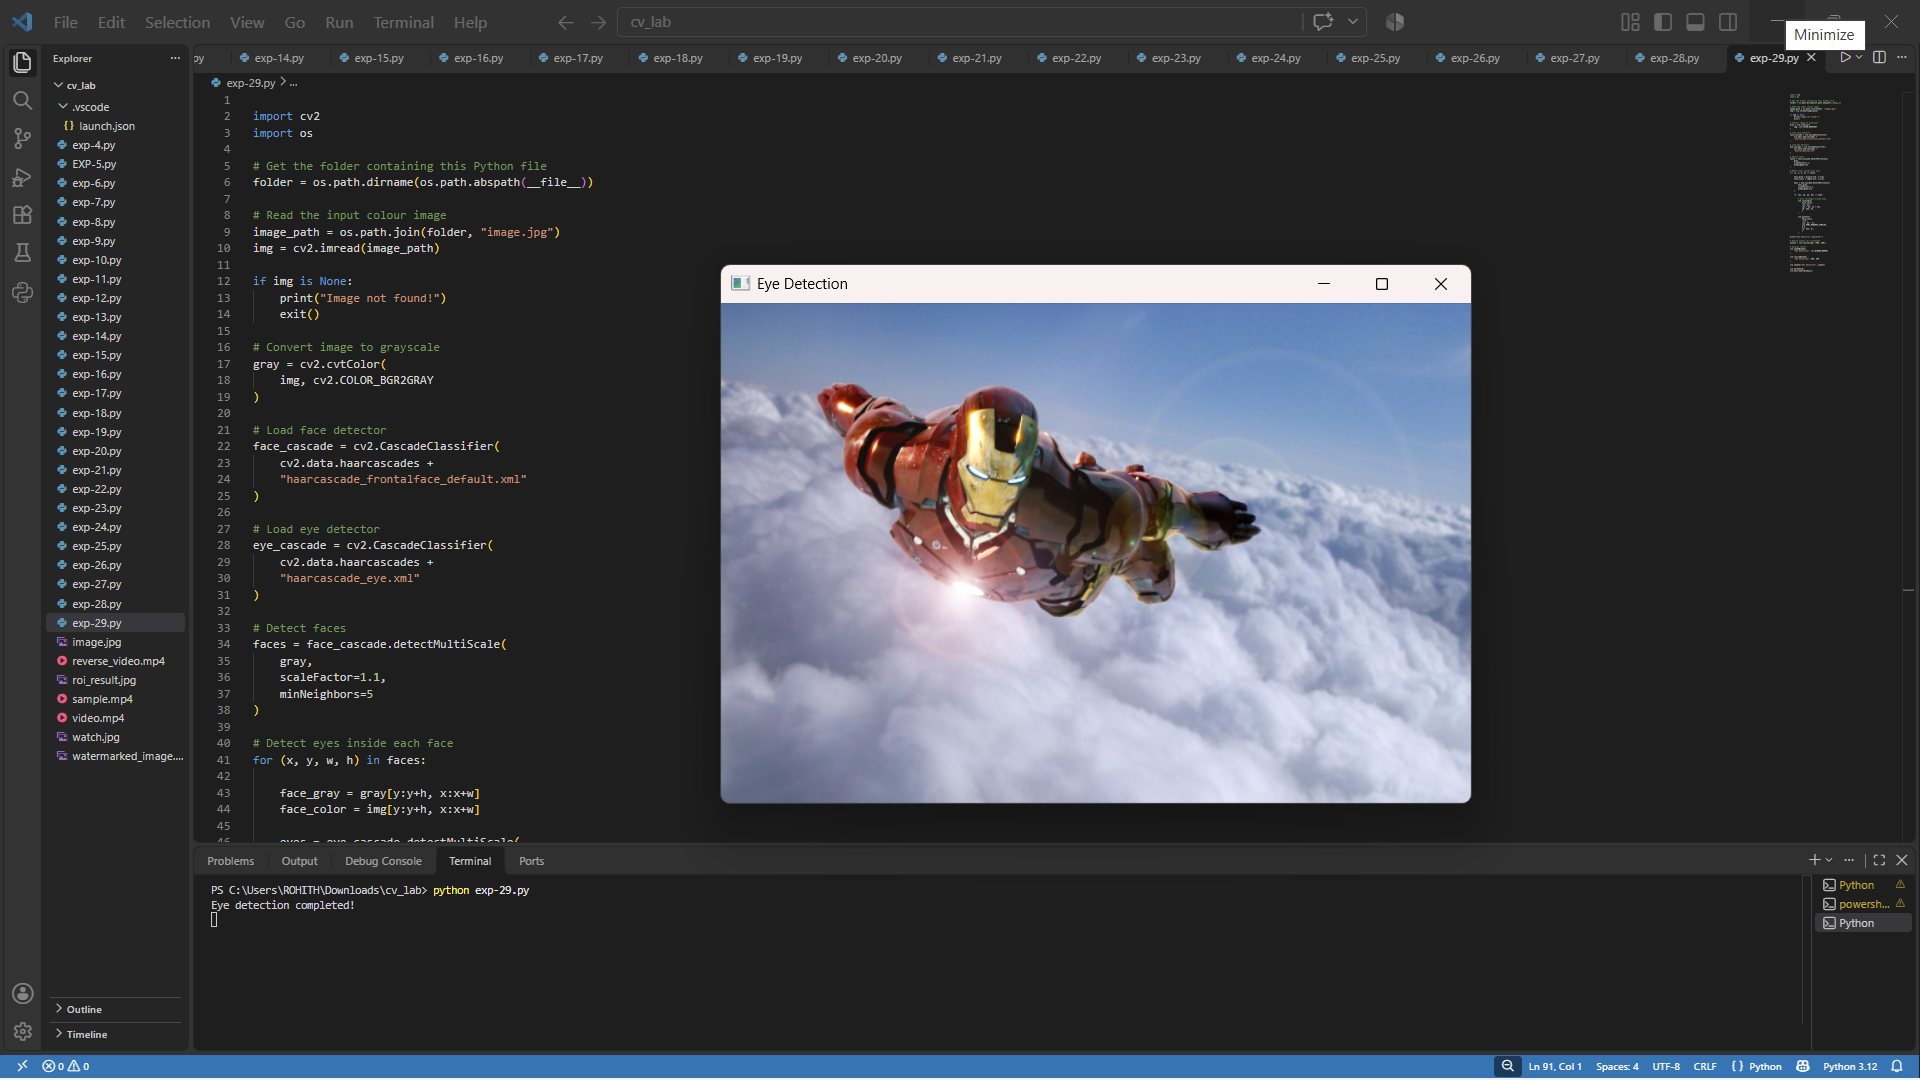 File Edit Selection View Go Run Terminal Help
cv_lab
Minimize
Explorer
py exp-14.py exp-15.py exp-16.py exp-17.py exp-18.py exp-19.py exp-20.py exp-21.py exp-22.py exp-23.py exp-24.py exp-25.py exp-26.py exp-27.py exp-28.py exp-29.py
cv_lab
.vscode
{} launch.json
exp-4.py
EXP-5.py
exp-6.py
exp-7.py
exp-8.py
exp-9.py
exp-10.py
exp-11.py
exp-12.py
exp-13.py
exp-14.py
exp-15.py
exp-16.py
exp-17.py
exp-18.py
exp-19.py
exp-20.py
exp-21.py
exp-22.py
exp-23.py
exp-24.py
exp-25.py
exp-26.py
exp-27.py
exp-28.py
exp-29.py
image.jpg
reverse_video.mp4
roi_result.jpg
sample.mp4
video.mp4
watch.jpg
watermarked_image....
Outline
Timeline
exp-29.py > ...
1
2 import cv2
3 import os
4
5 # Get the folder containing this Python file
6 folder = os.path.dirname(os.path.abspath(__file__))
7
8 # Read the input colour image
9 image_path = os.path.join(folder, "image.jpg")
10 img = cv2.imread(image_path)
11
12 if img is None:
13 print("Image not found!")
14 exit()
15
16 # Convert image to grayscale
17 gray = cv2.cvtColor(
18 img, cv2.COLOR_BGR2GRAY
19 )
20
21 # Load face detector
22 face_cascade = cv2.CascadeClassifier(
23 cv2.data.haarcascades +
24 "haarcascade_frontalface_default.xml"
25 )
26
27 # Load eye detector
28 eye_cascade = cv2.CascadeClassifier(
29 cv2.data.haarcascades +
30 "haarcascade_eye.xml"
31 )
32
33 # Detect faces
34 faces = face_cascade.detectMultiScale(
35 gray,
36 scaleFactor=1.1,
37 minNeighbors=5
38 )
39
40 # Detect eyes inside each face
41 for (x, y, w, h) in faces:
42
43 face_gray = gray[y:y+h, x:x+w]
44 face_color = img[y:y+h, x:x+w]
45
46 eyes = eye_cascade.detectMultiScale(
Eye Detection
Problems Output Debug Console Terminal Ports
PS C:\Users\ROHITH\Downloads\cv_lab> python exp-29.py
Eye detection completed!
Python
powersh...
Python
0 0
Ln 91, Col 1 Spaces: 4 UTF-8 CRLF {} Python Python 3.12